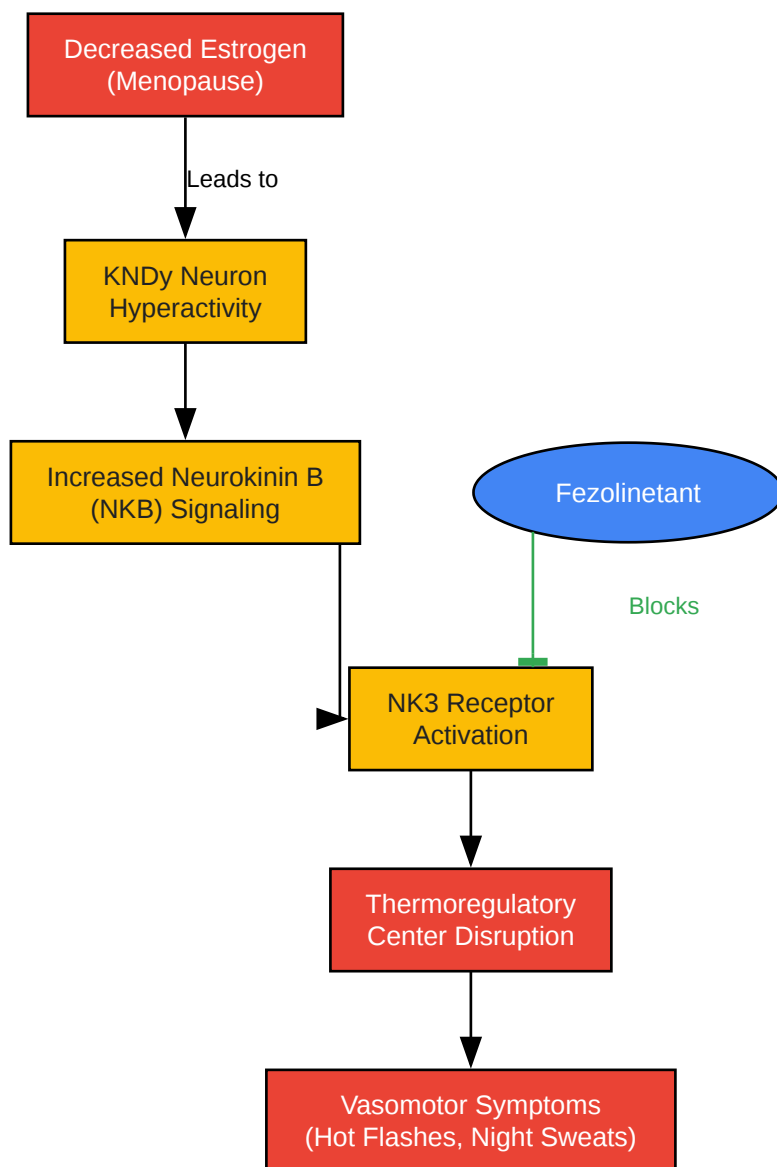 Decreased Estrogen
(Menopause)
Leads to
KNDy Neuron
Hyperactivity
Increased Neurokinin B
(NKB) Signaling
Fezolinetant
Blocks
NK3 Receptor
Activation
Thermoregulatory
Center Disruption
Vasomotor Symptoms
(Hot Flashes, Night Sweats)